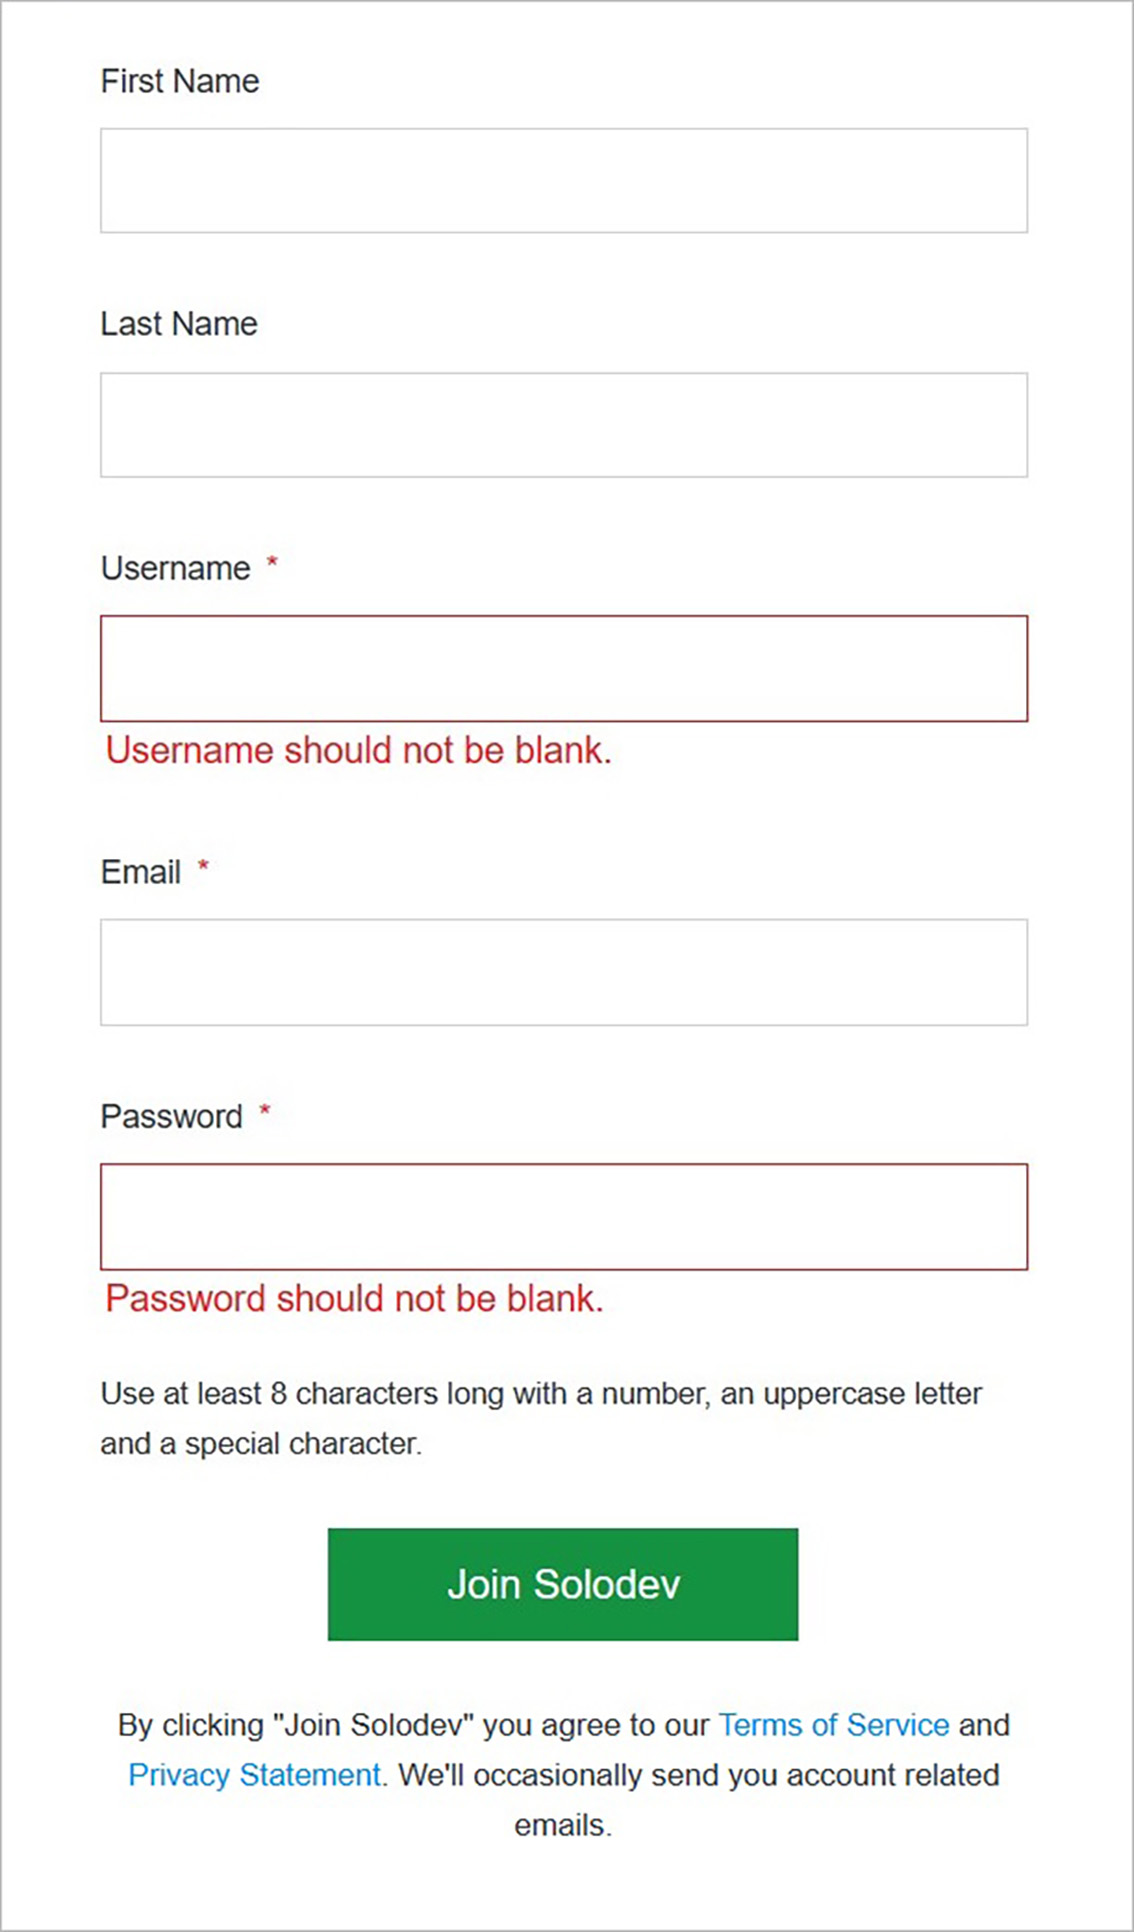 First Name
Last Name
Username *
Username should not be blank.
Email *
Password *
Password should not be blank.
Use at least 8 characters long with a number, an uppercase letter
and a special character.
Join Solodev
By clicking "Join Solodev" you agree to our Terms of Service and
Privacy Statement. We'll occasionally send you account related
emails.